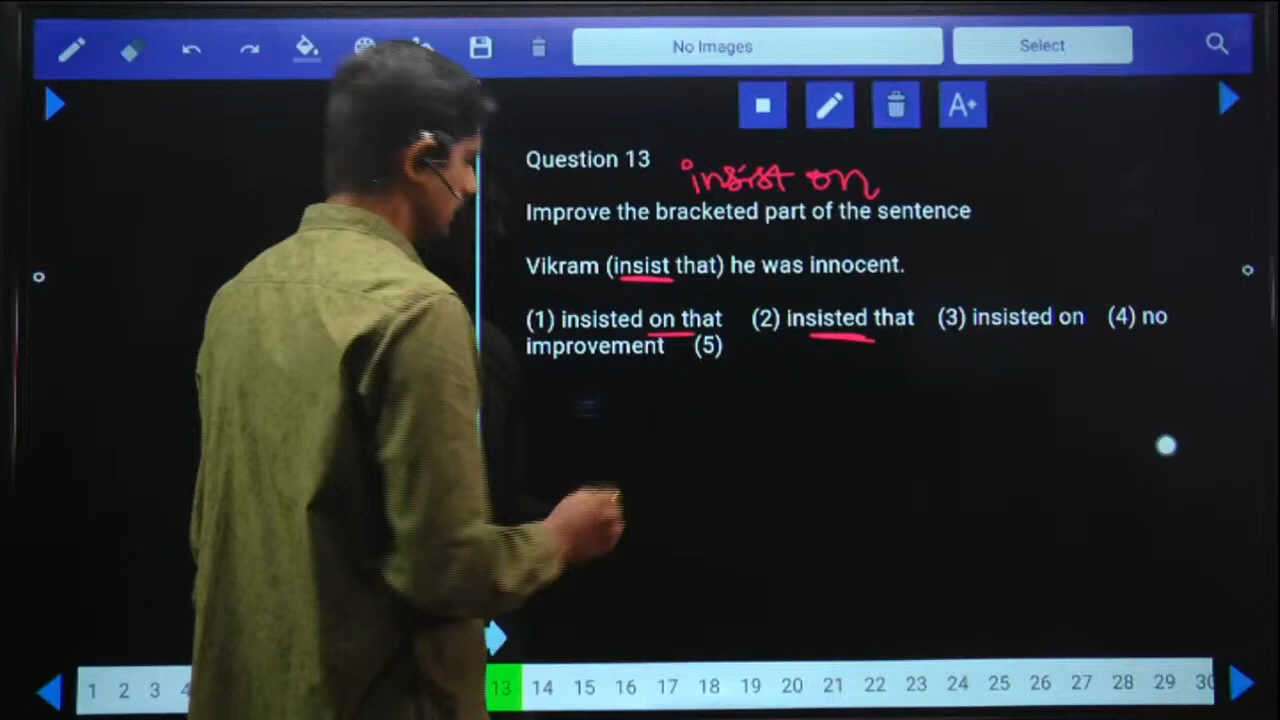 No Images
Select
A+
Question 13
insist on
Improve the bracketed part of the sentence
Vikram (insist that) he was innocent.
(1) insisted on that (2) insisted that (3) insisted on (4) no
improvement (5)
1 2 3 4 13 14 15 16 17 18 19 20 21 22 23 24 25 26 27 28 29 30